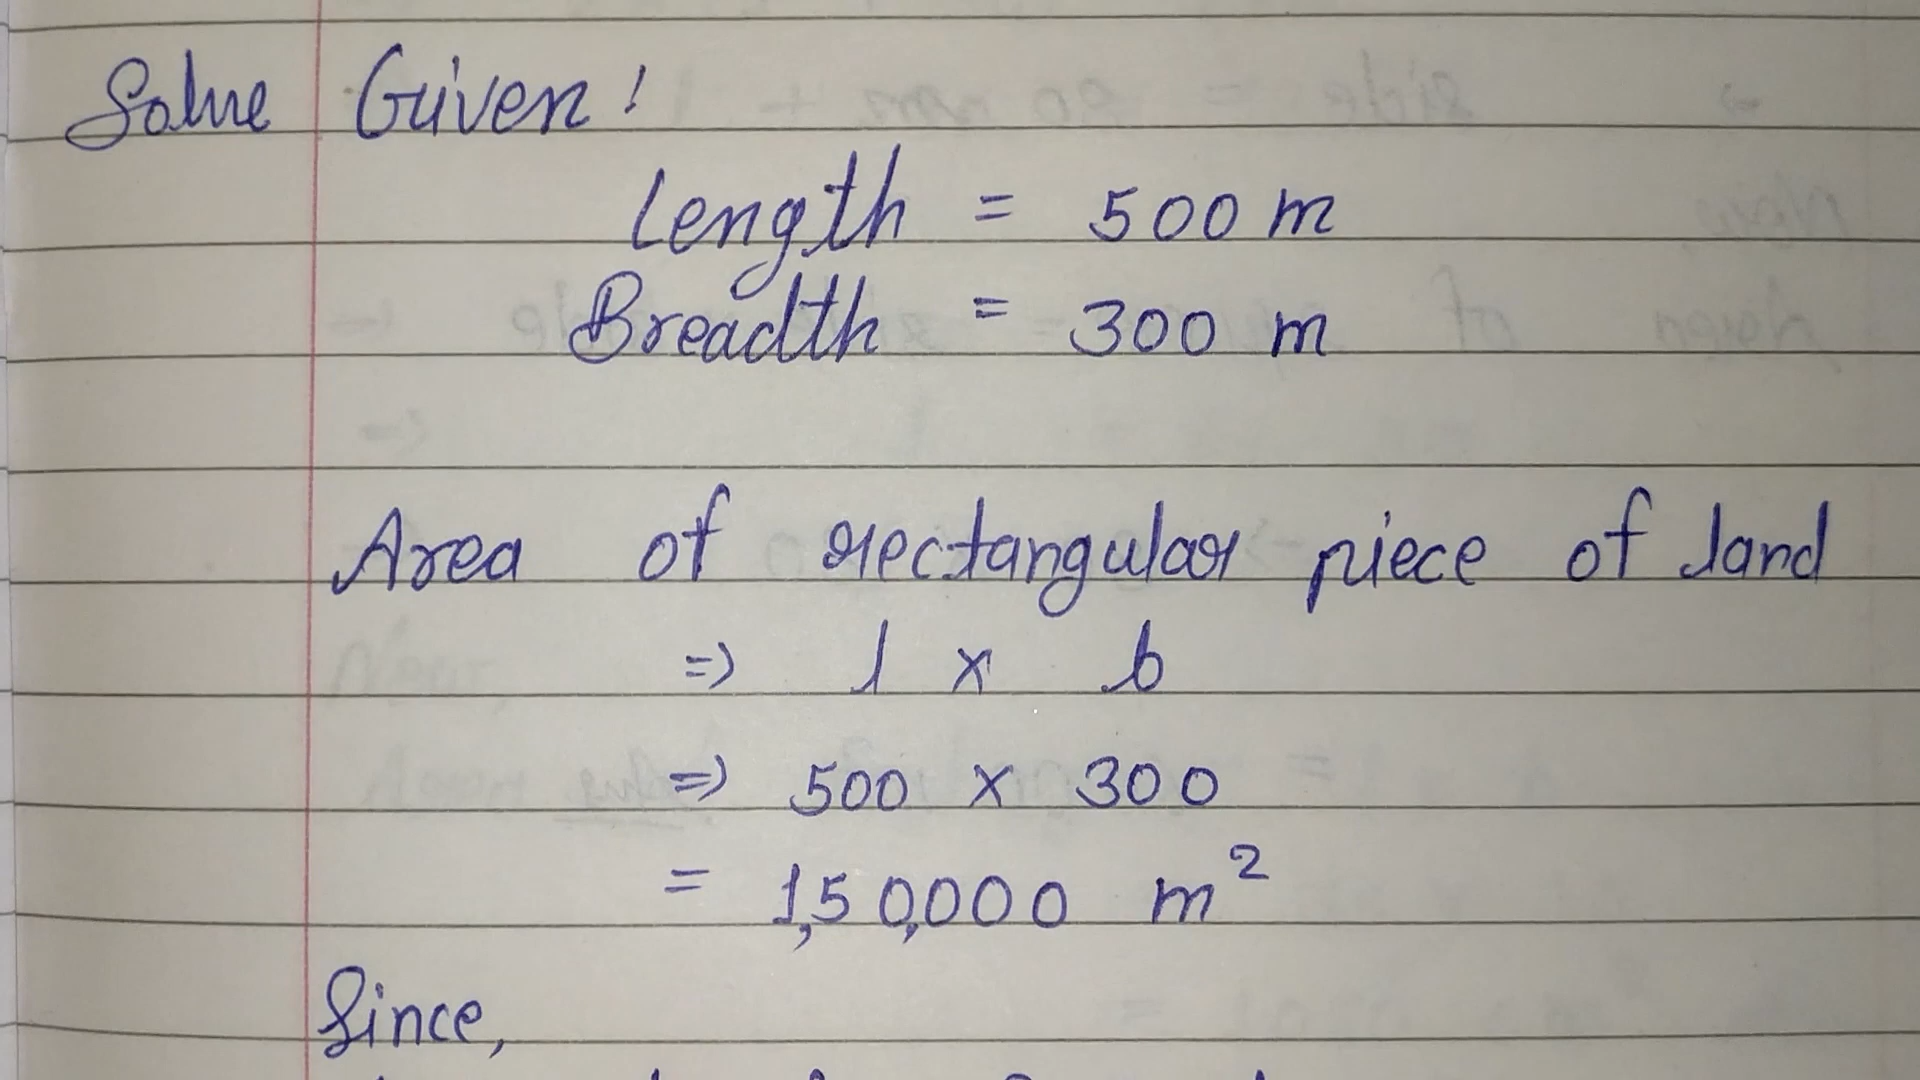 Solve Given:
Length = 500 m
Breadth = 300 m
Area of rectangular piece of land
=> l x b
=> 500 x 300
= 1,50,000 m²
Since,